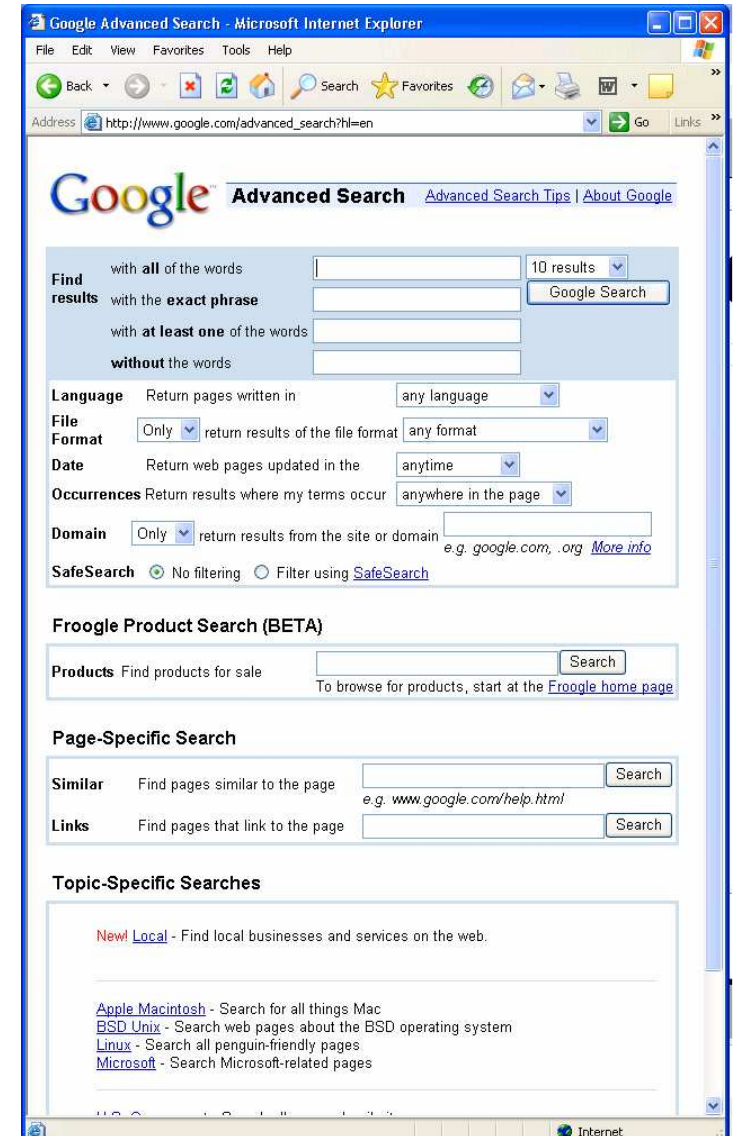 Google Advanced Search - Microsoft Internet Explorer
File Edit View Favorites Tools Help
Back Search Favorites »
Address http://www.google.com/advanced_search?hl=en Go Links »
Google™ Advanced Search Advanced Search Tips | About Google
Find results
with all of the words 10 results
with the exact phrase Google Search
with at least one of the words
without the words
Language Return pages written in any language
File Format Only return results of the file format any format
Date Return web pages updated in the anytime
Occurrences Return results where my terms occur anywhere in the page
Domain Only return results from the site or domain
e.g. google.com, .org More info
SafeSearch No filtering Filter using SafeSearch
Froogle Product Search (BETA)
Products Find products for sale Search
To browse for products, start at the Froogle home page
Page-Specific Search
Similar Find pages similar to the page Search
e.g. www.google.com/help.html
Links Find pages that link to the page Search
Topic-Specific Searches
New! Local - Find local businesses and services on the web.
Apple Macintosh - Search for all things Mac
BSD Unix - Search web pages about the BSD operating system
Linux - Search all penguin-friendly pages
Microsoft - Search Microsoft-related pages
Internet